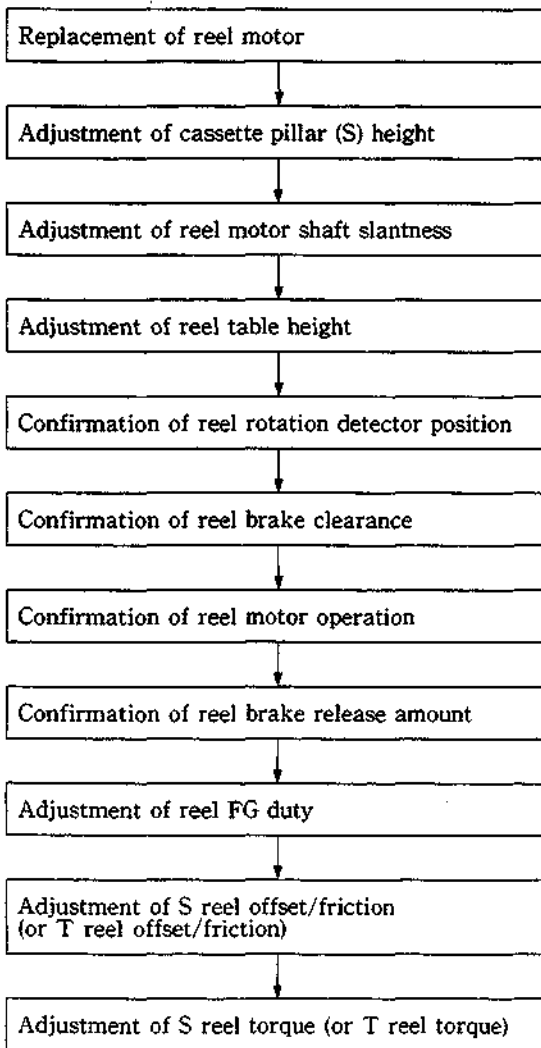 Replacement of reel motor
Adjustment of cassette pillar (S) height
Adjustment of reel motor shaft slantness
Adjustment of reel table height
Confirmation of reel rotation detector position
Confirmation of reel brake clearance
Confirmation of reel motor operation
Confirmation of reel brake release amount
Adjustment of reel FG duty
Adjustment of S reel offset/friction
(or T reel offset/friction)
Adjustment of S reel torque (or T reel torque)